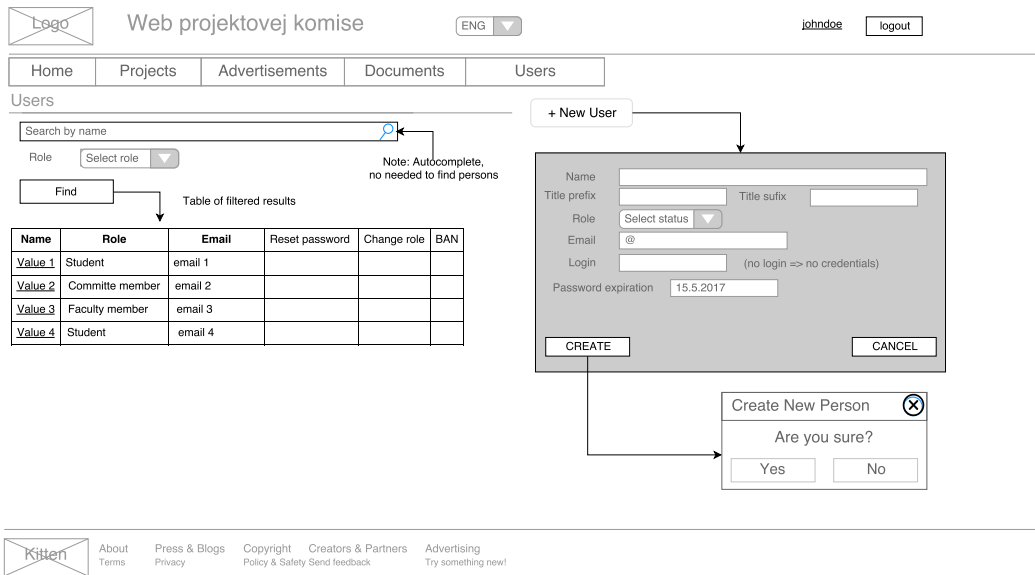 Logo
Web projektovej komise
ENG
johndoe
logout
Home
Projects
Advertisements
Documents
Users
Users
Search by name
Role
Select role
Note: Autocomplete,
no needed to find persons
Find
Table of filtered results
Name Role Email Reset password Change role BAN
Value 1 Student email 1
Value 2 Committe member email 2
Value 3 Faculty member email 3
Value 4 Student email 4
+ New User
Name
Title prefix
Title sufix
Role
Select status
Email
@
Login
(no login => no credentials)
Password expiration
15.5.2017
CREATE
CANCEL
Create New Person
Are you sure?
Yes
No
Kitten
About Press & Blogs Copyright Creators & Partners Advertising
Terms Privacy Policy & Safety Send feedback Try something new!